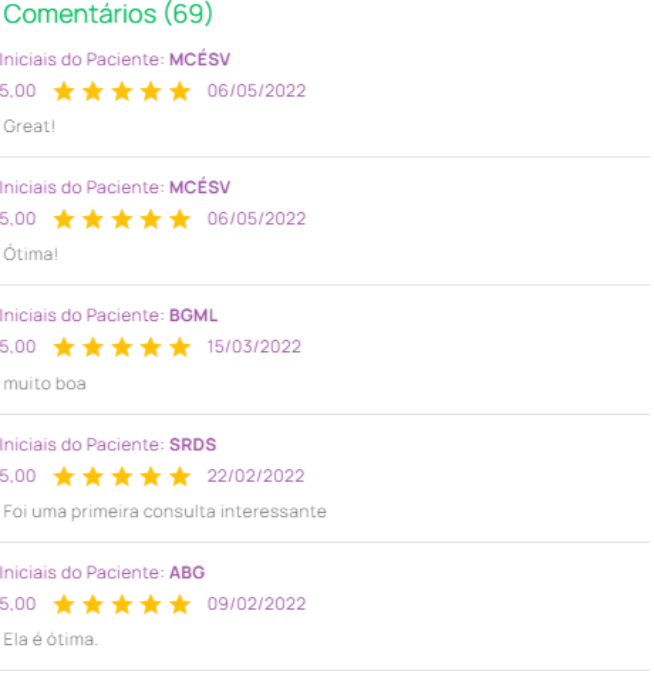 Comentários (69)
Iniciais do Paciente: MCÉSV
5,00 06/05/2022
Great!
Iniciais do Paciente: MCÉSV
5,00 06/05/2022
Ótima!
Iniciais do Paciente: BGML
5,00 15/03/2022
muito boa
Iniciais do Paciente: SRDS
5,00 22/02/2022
Foi uma primeira consulta interessante
Iniciais do Paciente: ABG
5,00 09/02/2022
Ela é ótima.